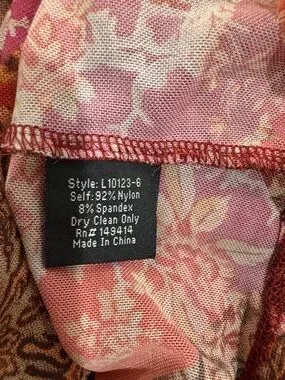 Style: L10123-6
Self: 92% Nylon
8% Spandex
Dry Clean Only
Rn# 149414
Made In China